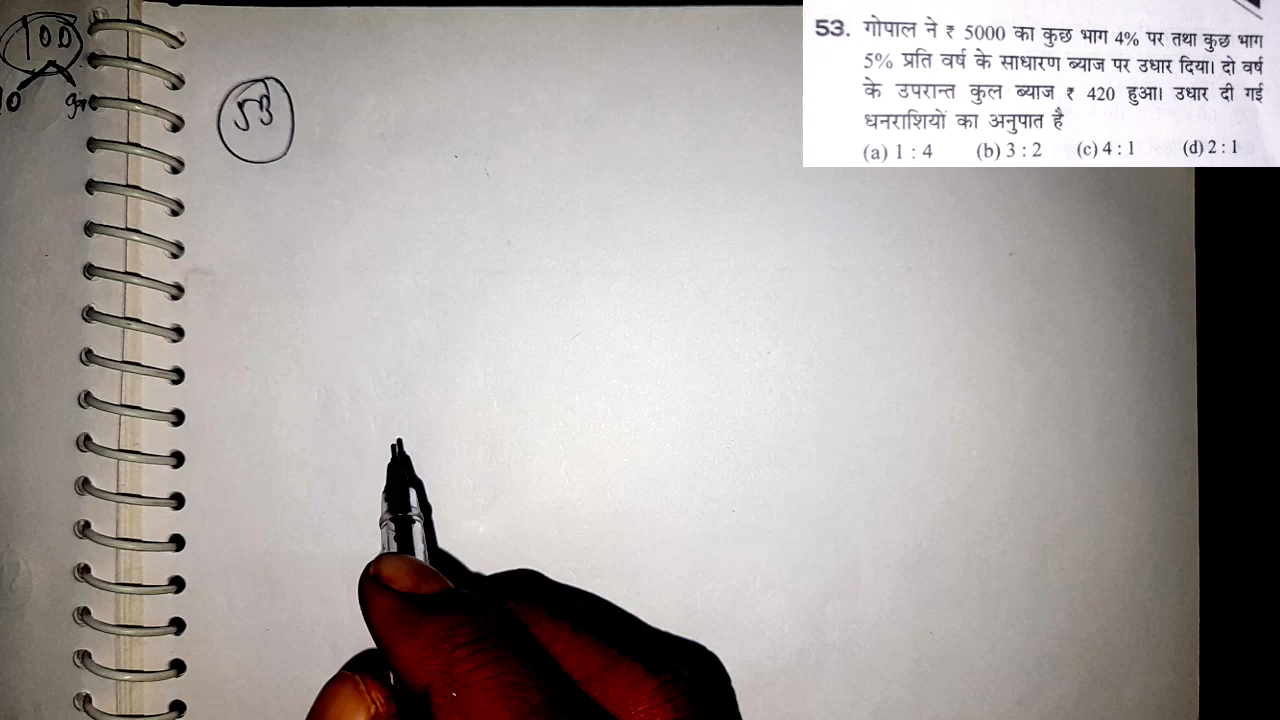 100
53
53. गोपाल ने ₹ 5000 का कुछ भाग 4% पर तथा कुछ भाग
5% प्रति वर्ष के साधारण ब्याज पर उधार दिया। दो वर्ष
के उपरान्त कुल ब्याज ₹ 420 हुआ। उधार दी गई
धनराशियों का अनुपात है
(a) 1 : 4 (b) 3 : 2 (c) 4 : 1 (d) 2 : 1